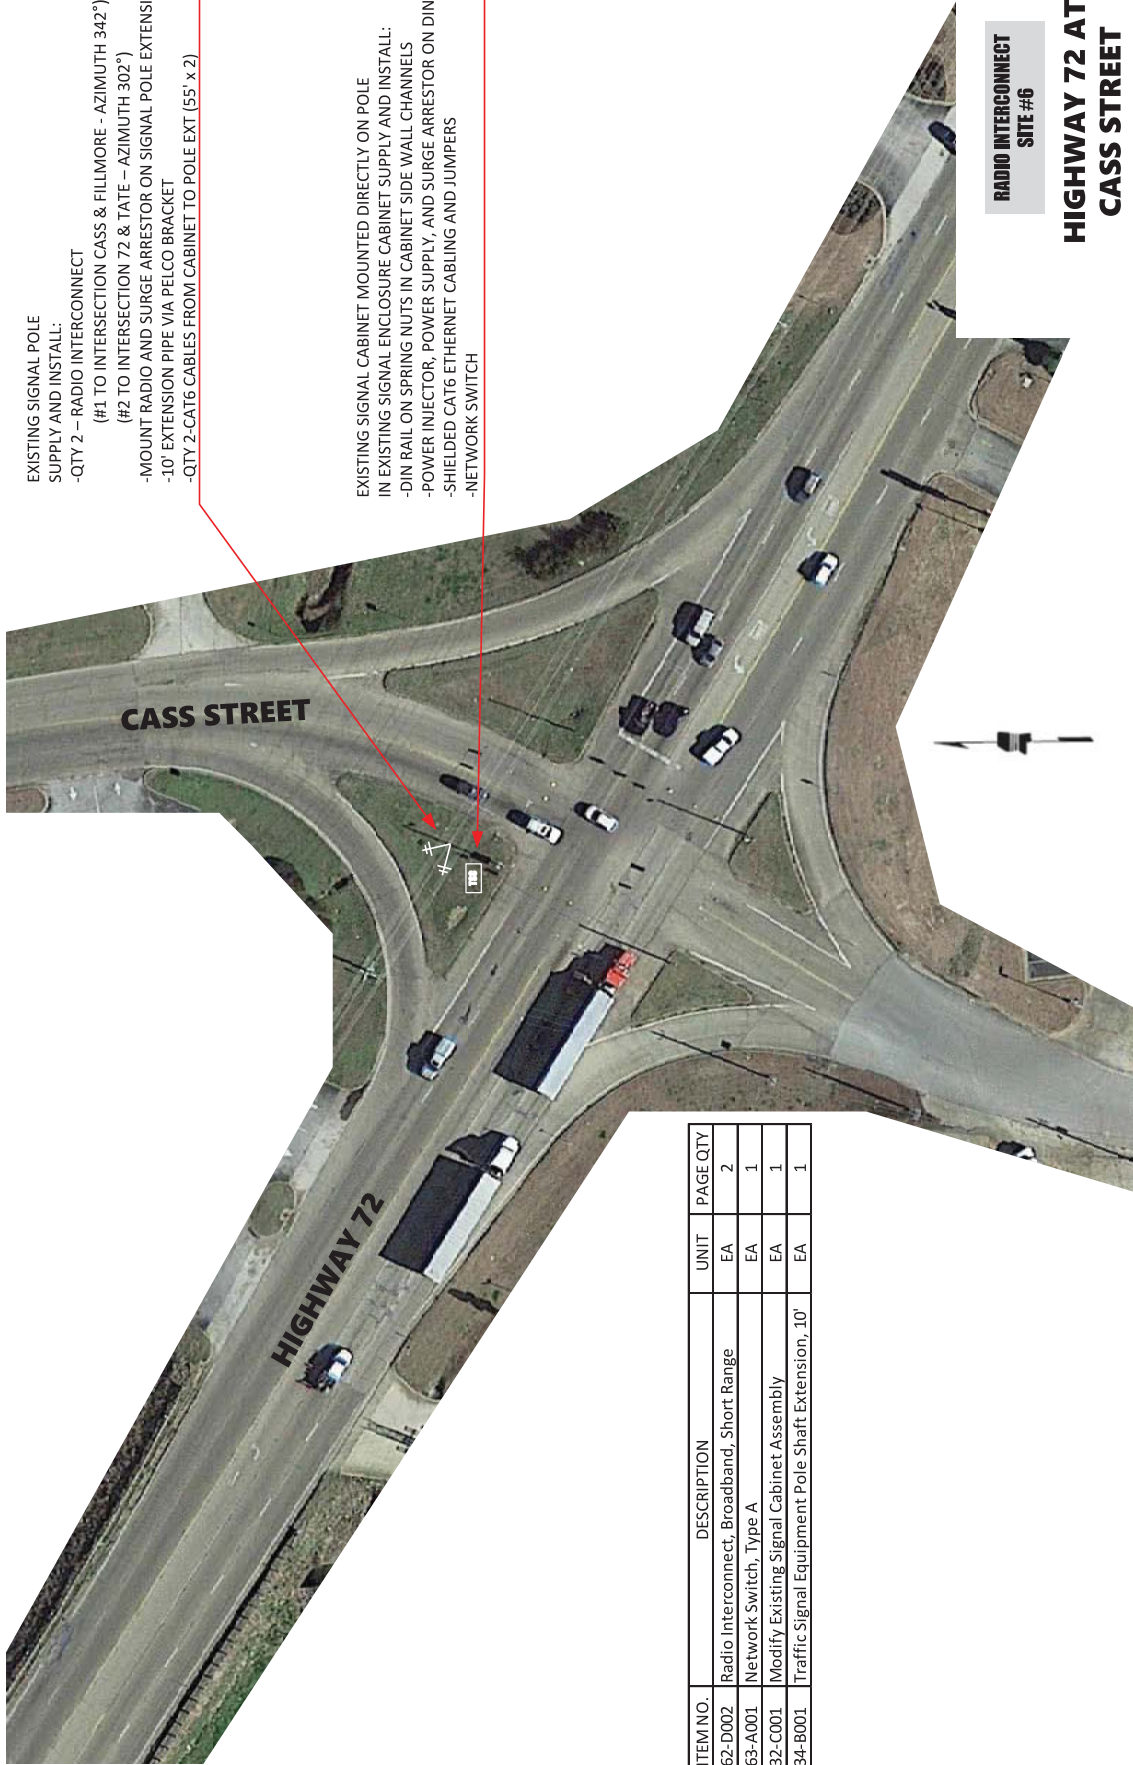 EXISTING SIGNAL POLE
SUPPLY AND INSTALL:
-QTY 2 – RADIO INTERCONNECT
(#1 TO INTERSECTION CASS & FILLMORE - AZIMUTH 342°)
(#2 TO INTERSECTION 72 & TATE – AZIMUTH 302°)
-MOUNT RADIO AND SURGE ARRESTOR ON SIGNAL POLE EXTENSI
-10' EXTENSION PIPE VIA PELCO BRACKET
-QTY 2-CAT6 CABLES FROM CABINET TO POLE EXT (55' x 2)
EXISTING SIGNAL CABINET MOUNTED DIRECTLY ON POLE
IN EXISTING SIGNAL ENCLOSURE CABINET SUPPLY AND INSTALL:
-DIN RAIL ON SPRING NUTS IN CABINET SIDE WALL CHANNELS
-POWER INJECTOR, POWER SUPPLY, AND SURGE ARRESTOR ON DIN
-SHIELDED CAT6 ETHERNET CABLING AND JUMPERS
-NETWORK SWITCH
CASS STREET
HIGHWAY 72
ITEM NO. DESCRIPTION UNIT PAGE QTY
62-D002 Radio Interconnect, Broadband, Short Range EA 2
63-A001 Network Switch, Type A EA 1
32-C001 Modify Existing Signal Cabinet Assembly EA 1
34-B001 Traffic Signal Equipment Pole Shaft Extension, 10' EA 1
RADIO INTERCONNECT
SITE #6
HIGHWAY 72 AT
CASS STREET